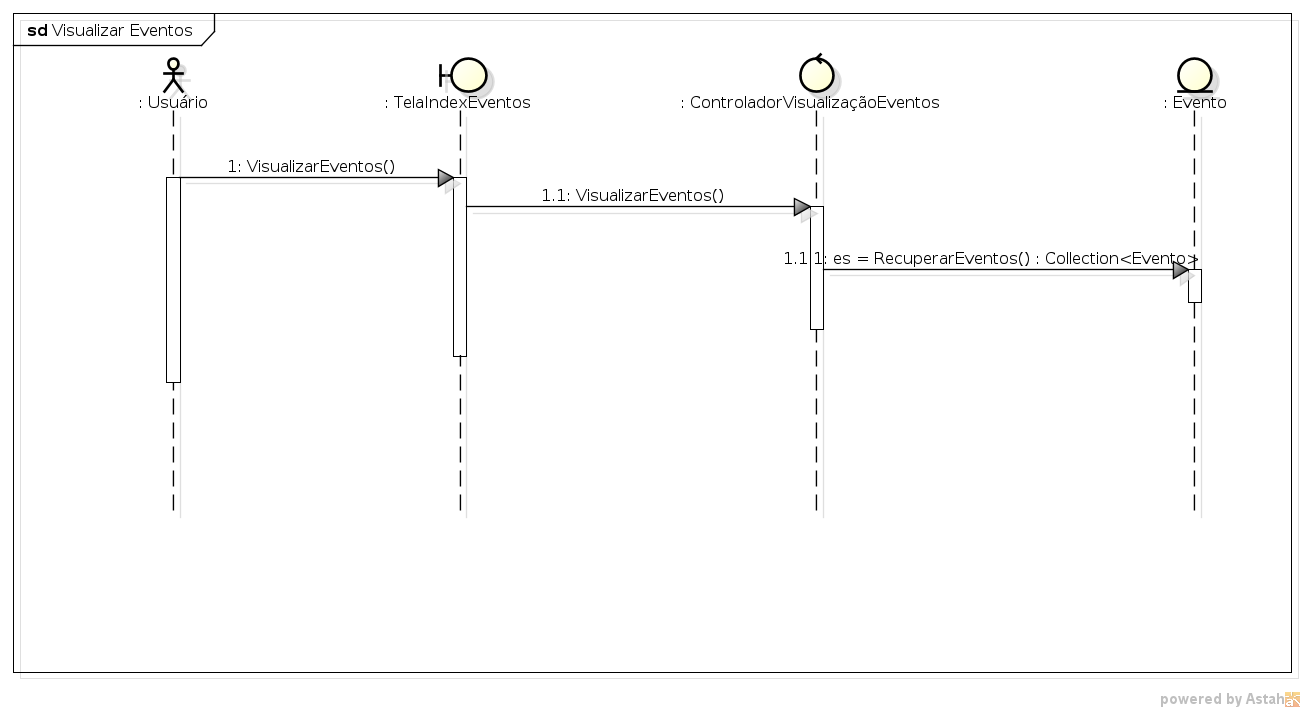 sd Visualizar Eventos
: Usuário
: TelaIndexEventos
: ControladorVisualizaçãoEventos
: Evento
1: VisualizarEventos()
1.1: VisualizarEventos()
1.1.1: es = RecuperarEventos() : Collection<Evento>
powered by Astah